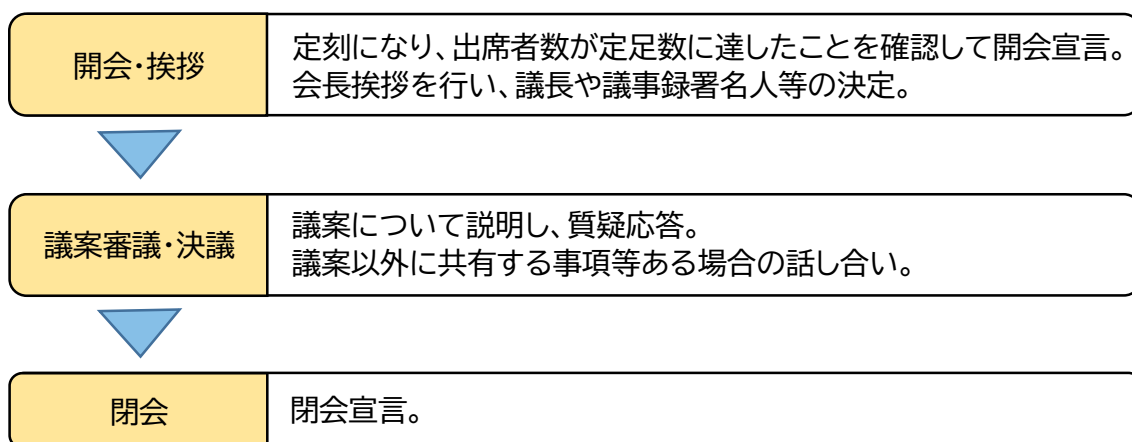 開会・挨拶
定刻になり、出席者数が定足数に達したことを確認して開会宣言。
会長挨拶を行い、議長や議事録署名人等の決定。
議案審議・決議
議案について説明し、質疑応答。
議案以外に共有する事項等ある場合の話し合い。
閉会
閉会宣言。